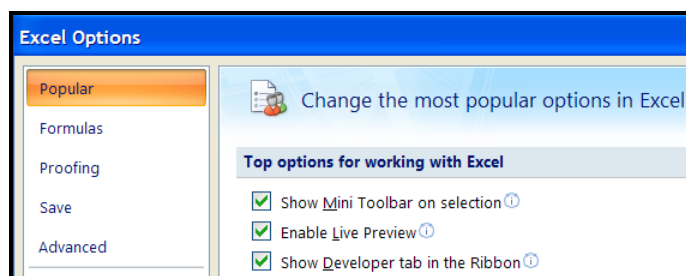 Excel Options
Popular
Formulas
Proofing
Save
Advanced
Change the most popular options in Excel
Top options for working with Excel
Show Mini Toolbar on selection
Enable Live Preview
Show Developer tab in the Ribbon